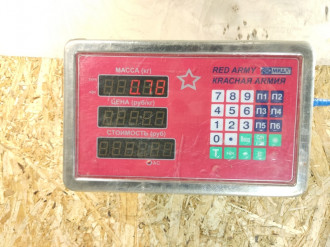 МАССА (кг)
0.78
ЦЕНА (руб/кг)
СТОИМОСТЬ (руб)
RED ARMY
КРАСНАЯ АРМИЯ
7 8 9 П1 П2
4 5 6 П3 П4
1 2 3 П5 П6
0